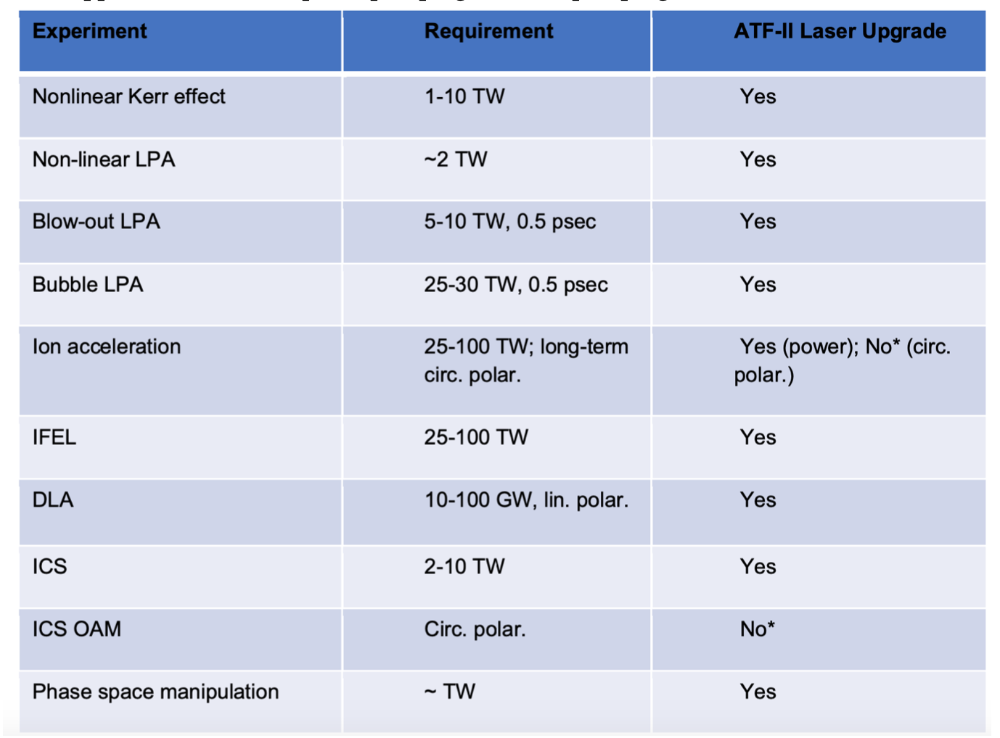 Experiment Requirement ATF-II Laser Upgrade
Nonlinear Kerr effect 1-10 TW Yes
Non-linear LPA ~2 TW Yes
Blow-out LPA 5-10 TW, 0.5 psec Yes
Bubble LPA 25-30 TW, 0.5 psec Yes
Ion acceleration 25-100 TW; long-term Yes (power); No* (circ.
circ. polar. polar.)
IFEL 25-100 TW Yes
DLA 10-100 GW, lin. polar. Yes
ICS 2-10 TW Yes
ICS OAM Circ. polar. No*
Phase space manipulation ~ TW Yes